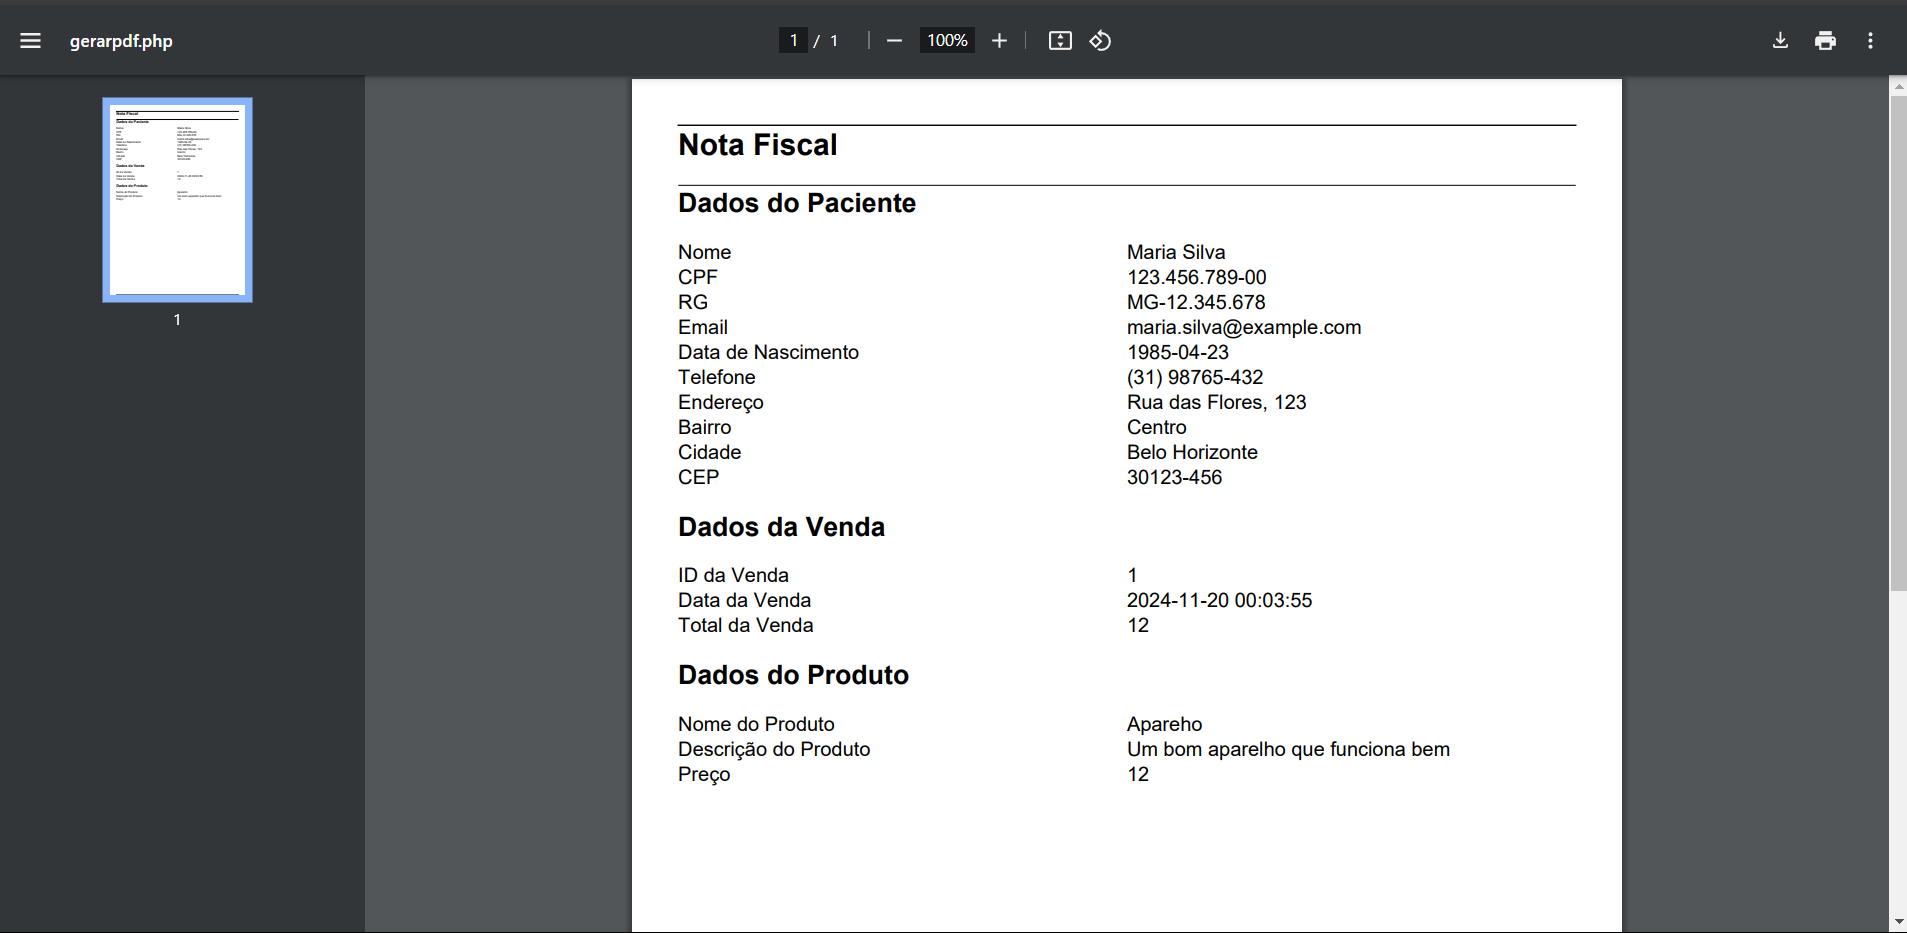 gerarpdf.php
1 / 1
100%
1
Nota Fiscal
Dados do Paciente
Nome Maria Silva
CPF 123.456.789-00
RG MG-12.345.678
Email maria.silva@example.com
Data de Nascimento 1985-04-23
Telefone (31) 98765-432
Endereço Rua das Flores, 123
Bairro Centro
Cidade Belo Horizonte
CEP 30123-456
Dados da Venda
ID da Venda 1
Data da Venda 2024-11-20 00:03:55
Total da Venda 12
Dados do Produto
Nome do Produto Apareho
Descrição do Produto Um bom aparelho que funciona bem
Preço 12